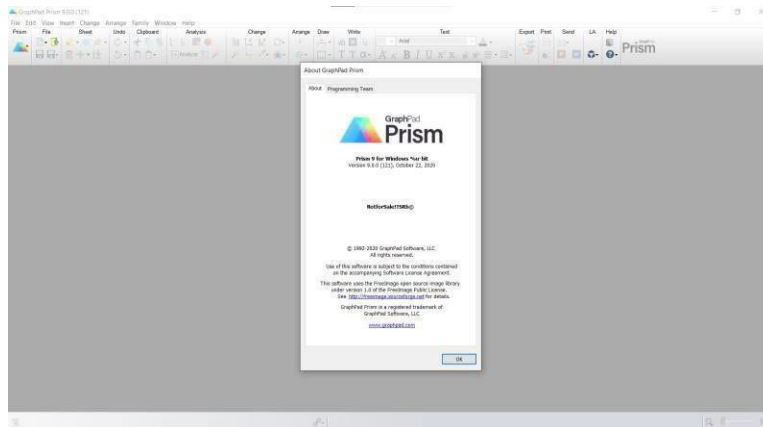 GraphPad Prism 9.0.0 (121)
File Edit View Insert Change Arrange Family Window Help
Prism File Sheet Undo Clipboard Analysis Change Arrange Draw Write Text Export Print Send LA Help
Arial
Analyze
Prism
About GraphPad Prism
About Programming Team
GraphPad
Prism
Prism 9 for Windows %u-bit
Version 9.0.0 (121), October 22, 2020
© 1992-2020 GraphPad Software, LLC.
All rights reserved.
Use of this software is subject to the conditions contained
on the accompanying Software License Agreement.
This software uses the FreeImage open source image library
under version 1.0 of the FreeImage Public License.
See http://freeimage.sourceforge.net for details.
GraphPad Prism is a registered trademark of
GraphPad Software, LLC
www.graphpad.com
OK